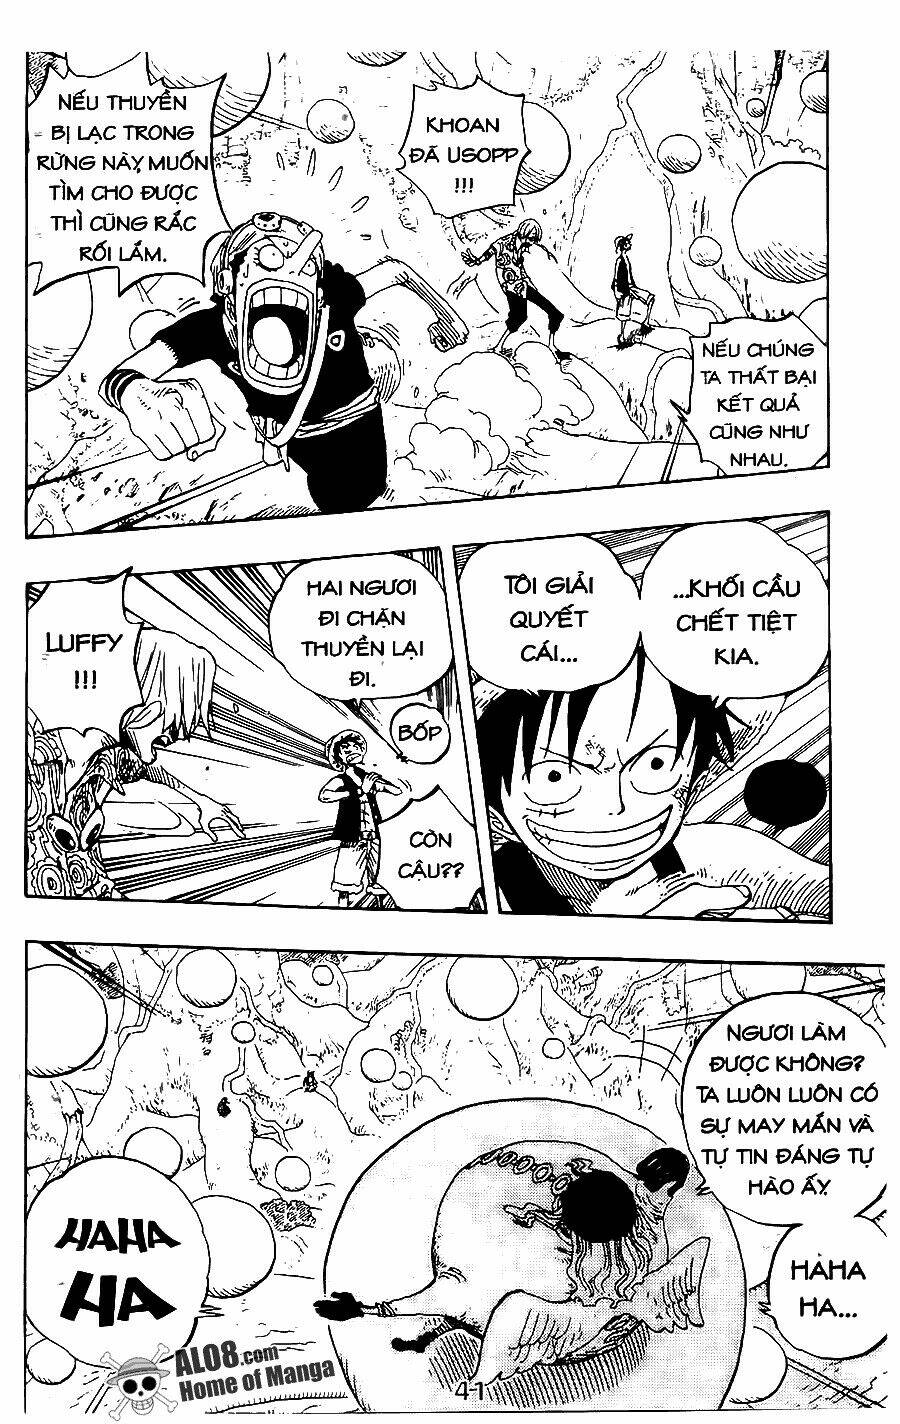 NẾU THUYỀN
BỊ LẠC TRONG
RỪNG NÀY, MUỐN
TÌM CHO ĐƯỢC
THÌ CŨNG RẮC
RỐI LẮM.
KHOAN
ĐÃ USOPP
!!!
NẾU CHÚNG
TA THẤT BẠI
KẾT QUẢ
CŨNG NHƯ
NHAU.
LUFFY
!!!
HAI NGƯƠI
ĐI CHẶN
THUYỀN LẠI
ĐI.
BỐP
CÒN
CẬU??
TÔI GIẢI
QUYẾT
CÁI...
...KHỐI CẦU
CHẾT TIỆT
KIA.
NGƯƠI LÀM
ĐƯỢC KHÔNG?
TA LUÔN LUÔN CÓ
SỰ MAY MẮN VÀ
TỰ TIN ĐÁNG TỰ
HÀO ẤY.
HAHA
HA
HAHA
HA...
ALO8.com
Home of Manga
41